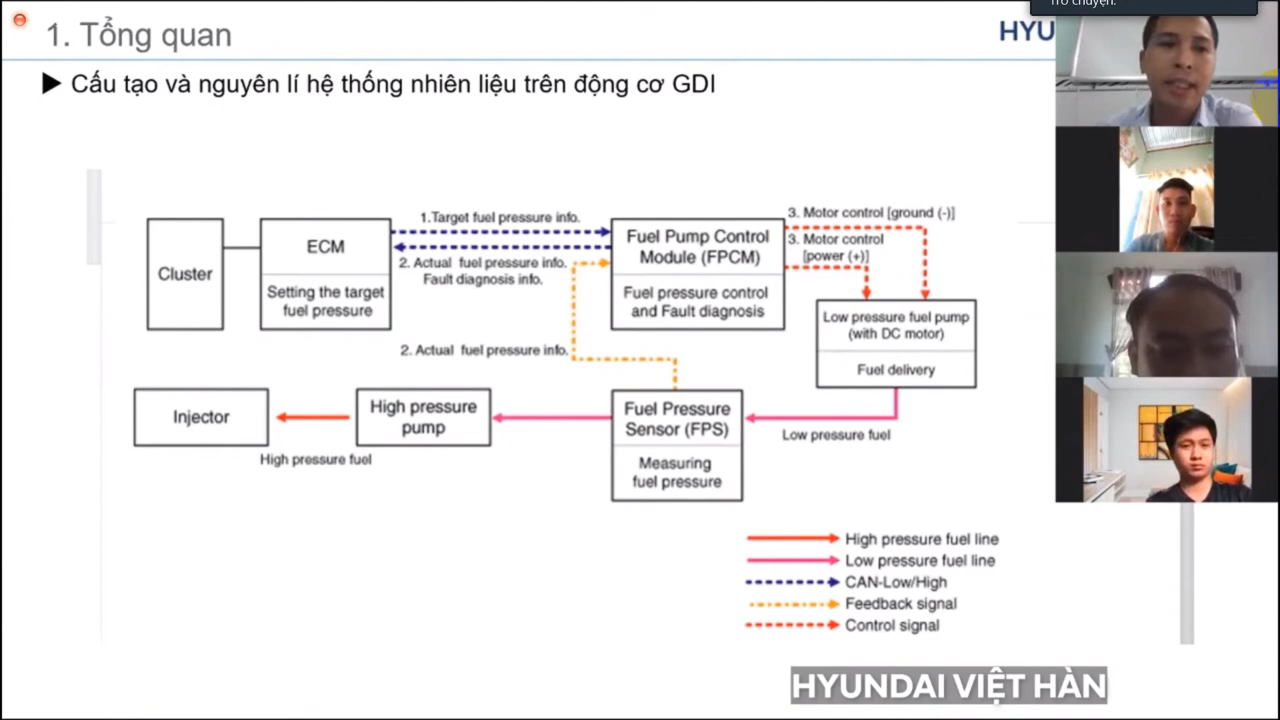 Trò chuyện.
1. Tổng quan
HYU
▶ Cấu tạo và nguyên lí hệ thống nhiên liệu trên động cơ GDI
Cluster
ECM
Setting the target
fuel pressure
1.Target fuel pressure info.
2. Actual fuel pressure info.
Fault diagnosis info.
Fuel Pump Control
Module (FPCM)
Fuel pressure control
and Fault diagnosis
3. Motor control [ground (-)]
3. Motor control
[power (+)]
Low pressure fuel pump
(with DC motor)
Fuel delivery
2. Actual fuel pressure info.
Injector
High pressure
pump
Fuel Pressure
Sensor (FPS)
Measuring
fuel pressure
Low pressure fuel
High pressure fuel
High pressure fuel line
Low pressure fuel line
CAN-Low/High
Feedback signal
Control signal
HYUNDAI VIỆT HÀN